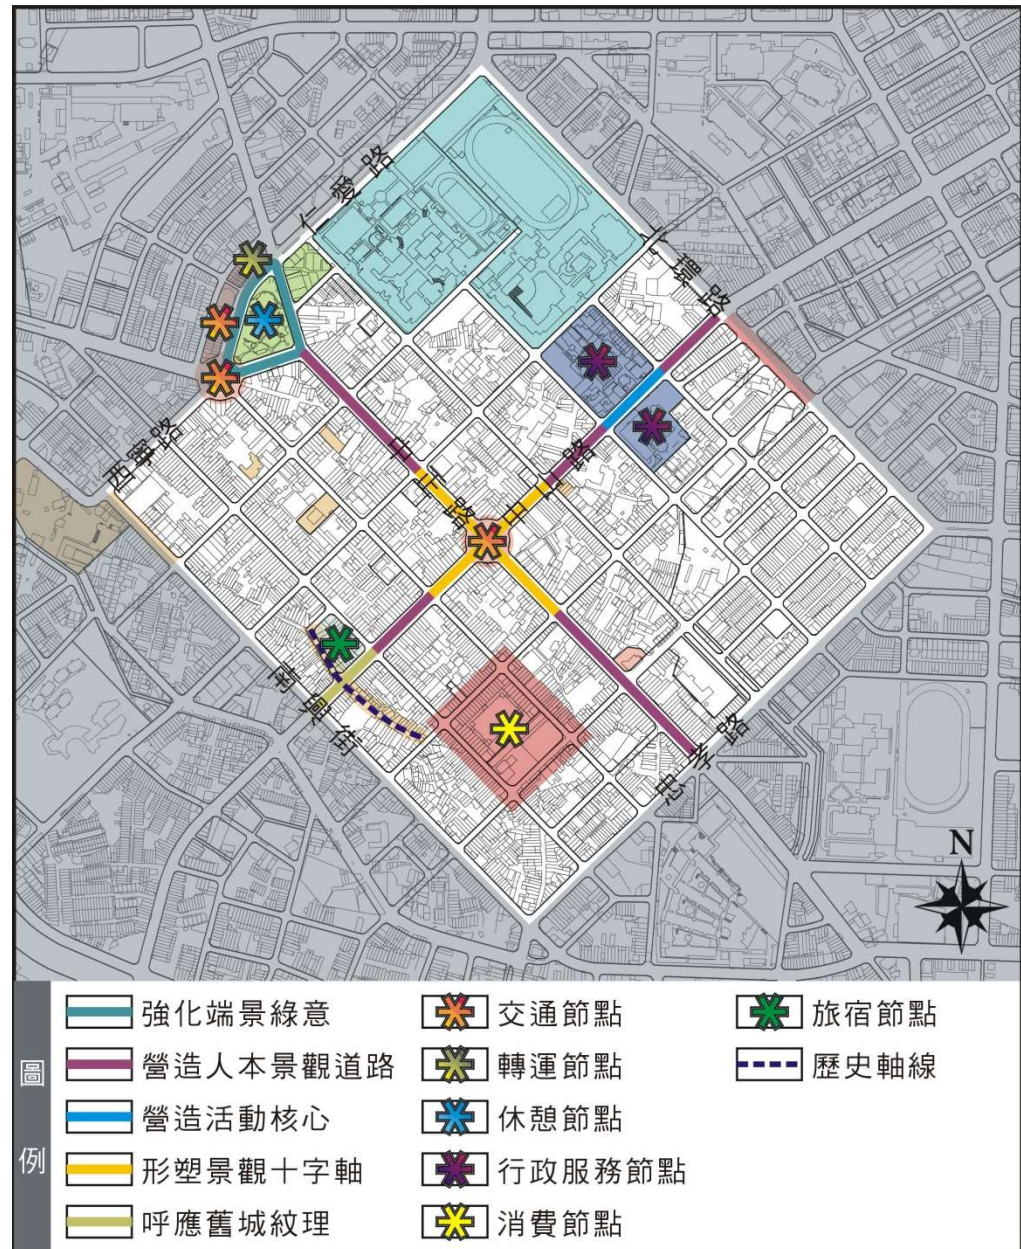 仁愛路
北環路
西寧路
中正路
中山路
菁埔街
忠孝路
N
圖例
強化端景綠意
營造人本景觀道路
營造活動核心
形塑景觀十字軸
呼應舊城紋理
交通節點
轉運節點
休憩節點
行政服務節點
消費節點
旅宿節點
歷史軸線